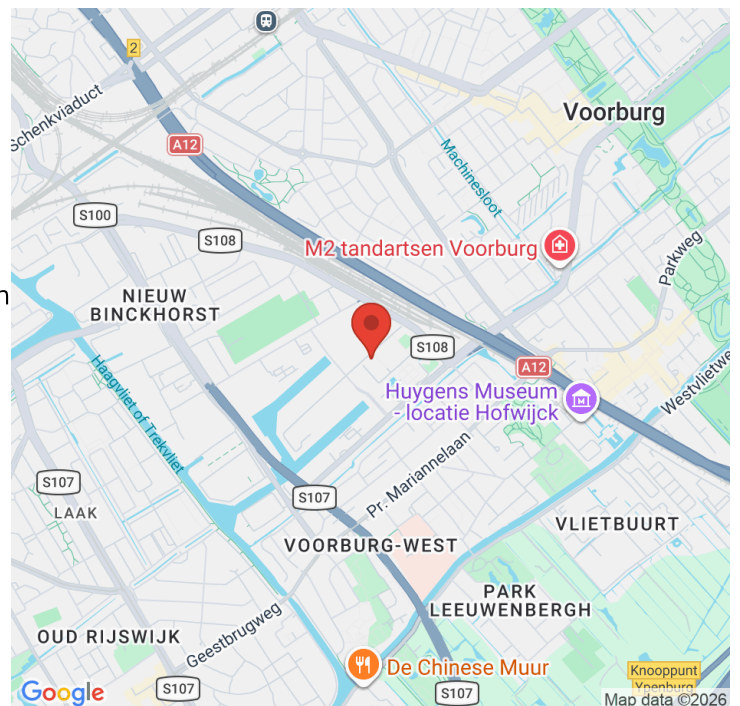 2
Schenkviaduct
A12
Voorburg
Machinesloot
S100
S108
M2 tandartsen Voorburg
Parkweg
n
NIEUW
BINCKHORST
S108
A12
Westvlietwe
Haagvliet of Trekvliet
Huygens Museum
- locatie Hofwijck
Pr. Mariannelaan
S107
LAAK
S107
VOORBURG-WEST
VLIETBUURT
PARK
LEEUWENBERGH
OUD RIJSWIJK
Geestbrugweg
De Chinese Muur
S107
S107
Knooppunt
Ypenburg
Google
Map data ©2026